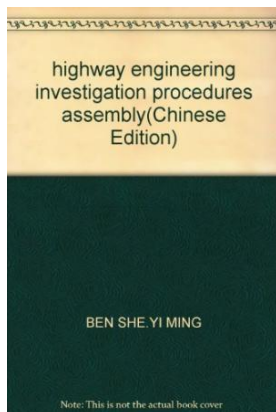 highway engineering
investigation procedures
assembly(Chinese
Edition)
BEN SHE.YI MING
Note: This is not the actual book cover